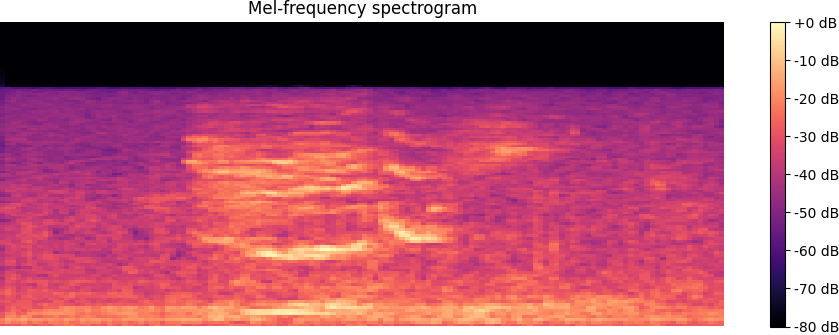 Mel-frequency spectrogram
+0 dB
-10 dB
-20 dB
-30 dB
-40 dB
-50 dB
-60 dB
-70 dB
-80 dB